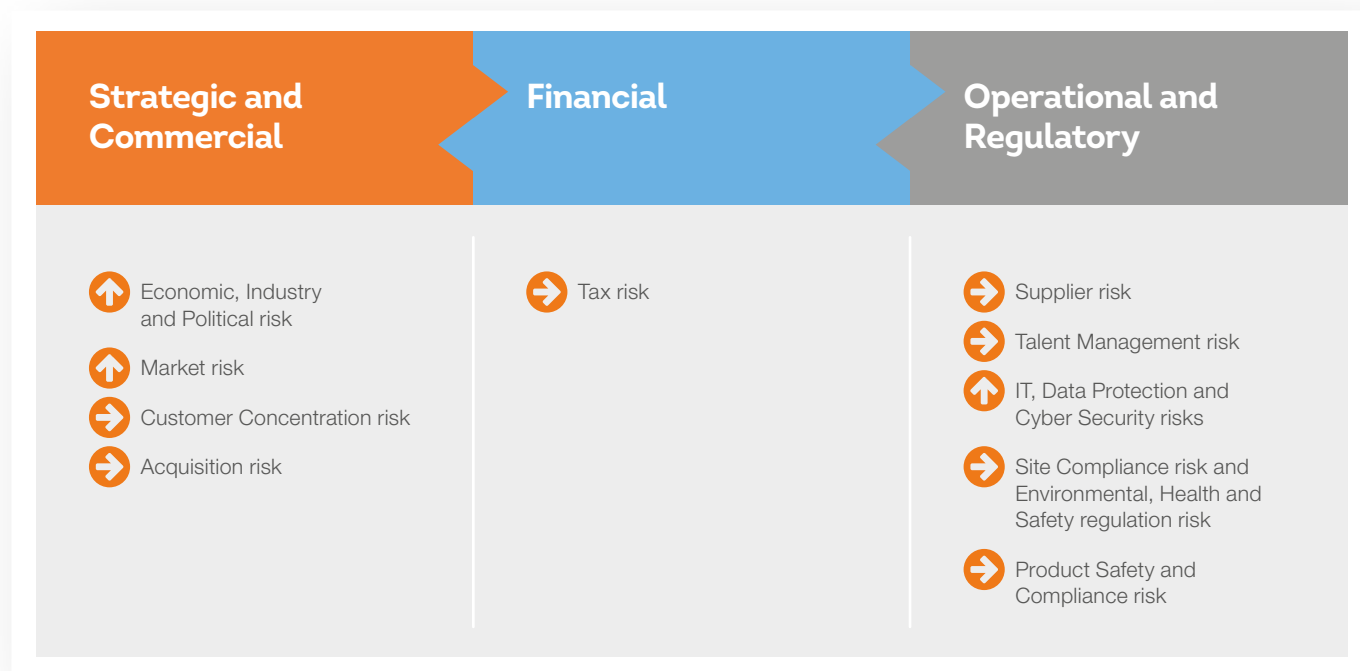 Strategic and
Commercial
Financial
Operational and
Regulatory
Economic, Industry
and Political risk
Market risk
Customer Concentration risk
Acquisition risk
Tax risk
Supplier risk
Talent Management risk
IT, Data Protection and
Cyber Security risks
Site Compliance risk and
Environmental, Health and
Safety regulation risk
Product Safety and
Compliance risk